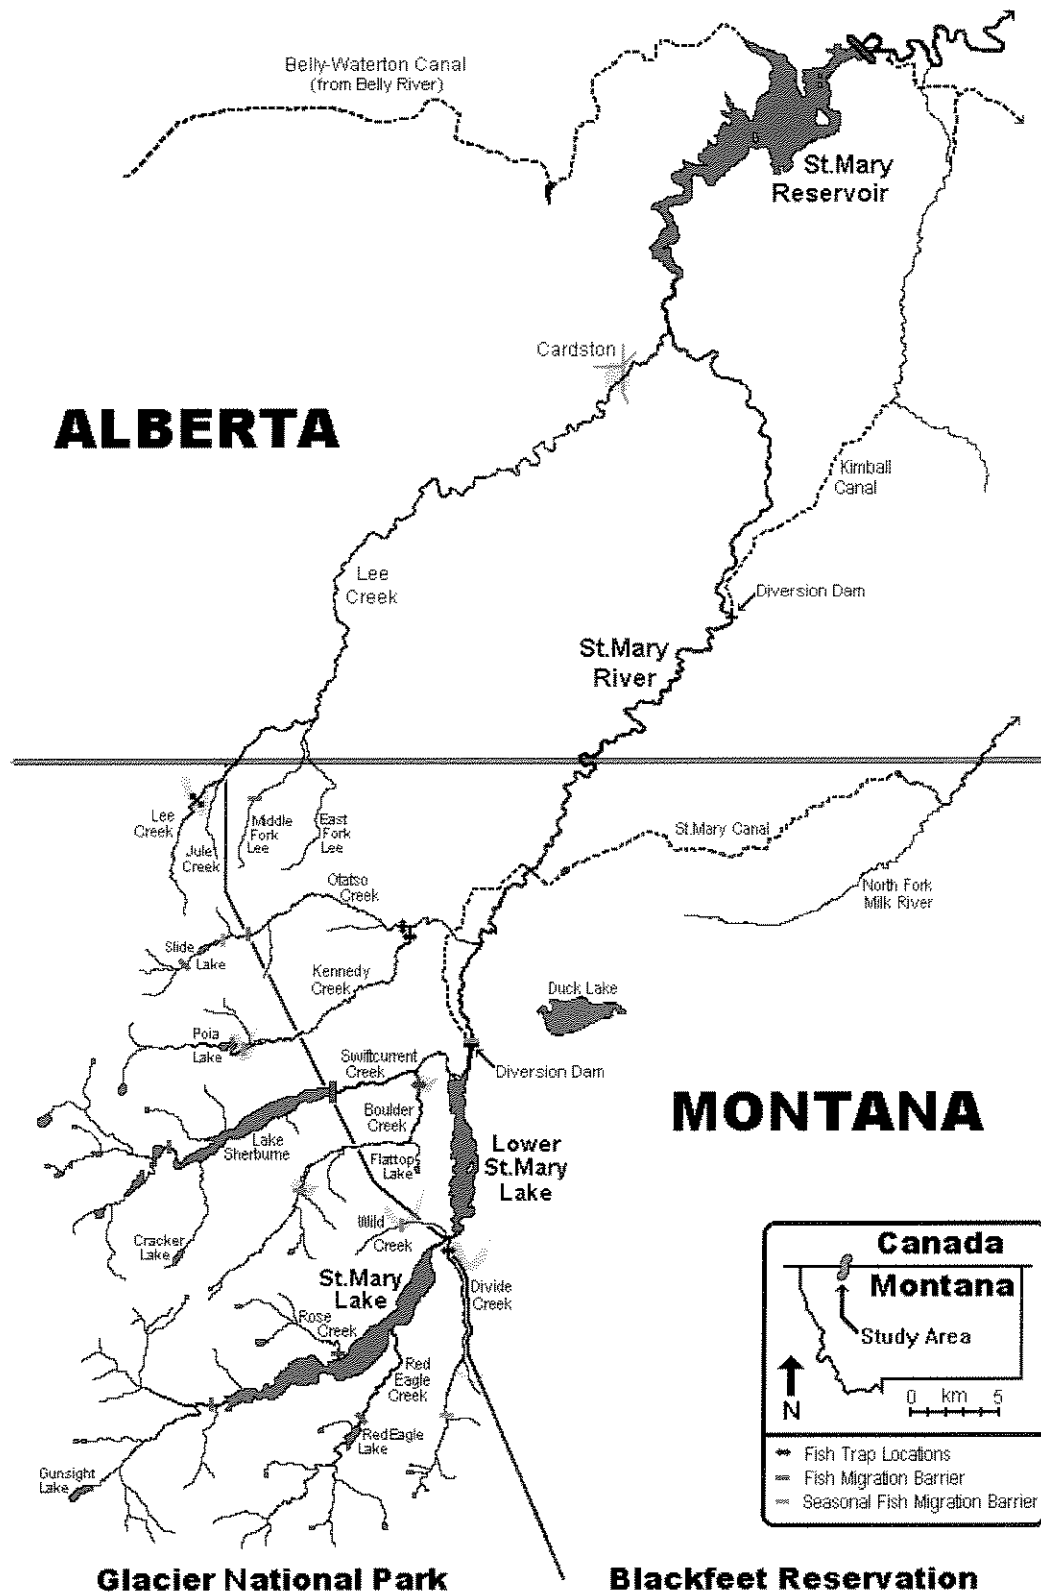 Belly-Waterton Canal
(from Belly River)
St.Mary
Reservoir
Cardston
ALBERTA
Kimball
Canal
Lee
Creek
Diversion Dam
St.Mary
River
Lee
Creek
Jule
Creek
Middle
Fork
Lee
East
Fork
Lee
St.Mary Canal
Otatso
Creek
North Fork
Milk River
Slide
Lake
Kennedy
Creek
Duck Lake
Poia
Lake
Swiftcurrent
Creek
Diversion Dam
Boulder
Creek
MONTANA
Lake
Sherburne
Flattop
Lake
Lower
St.Mary
Lake
Cracker
Lake
Wild
Creek
St.Mary
Lake
Divide
Creek
Rose
Creek
Red
Eagle
Creek
RedEagle
Lake
Gunsight
Lake
Canada
Montana
Study Area
N
0 km 5
Fish Trap Locations
Fish Migration Barrier
Seasonal Fish Migration Barrier
Glacier National Park
Blackfeet Reservation